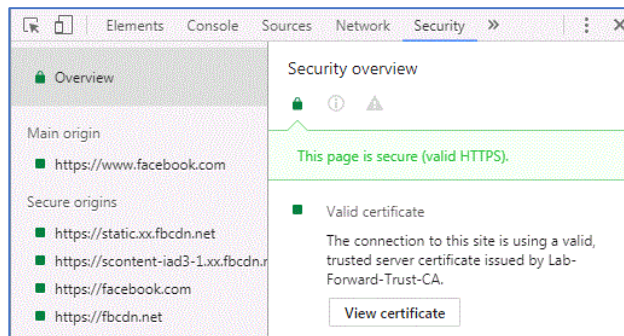 Elements Console Sources Network Security »
Overview
Main origin
https://www.facebook.com
Secure origins
https://static.xx.fbcdn.net
https://scontent-iad3-1.xx.fbcdn.r
https://facebook.com
https://fbcdn.net
Security overview
This page is secure (valid HTTPS).
Valid certificate
The connection to this site is using a valid,
trusted server certificate issued by Lab-
Forward-Trust-CA.
View certificate